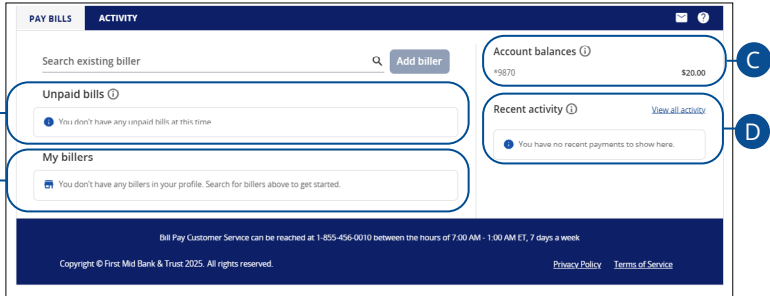 PAY BILLS ACTIVITY
Search existing biller Add biller
Unpaid bills
You don't have any unpaid bills at this time
My billers
You don't have any billers in your profile. Search for billers above to get started.
Account balances
*9870 $20.00
C
Recent activity View all activity
You have no recent payments to show here.
D
Bill Pay Customer Service can be reached at 1-855-456-0010 between the hours of 7:00 AM - 1:00 AM ET, 7 days a week
Copyright © First Mid Bank & Trust 2025. All rights reserved. Privacy Policy Terms of Service